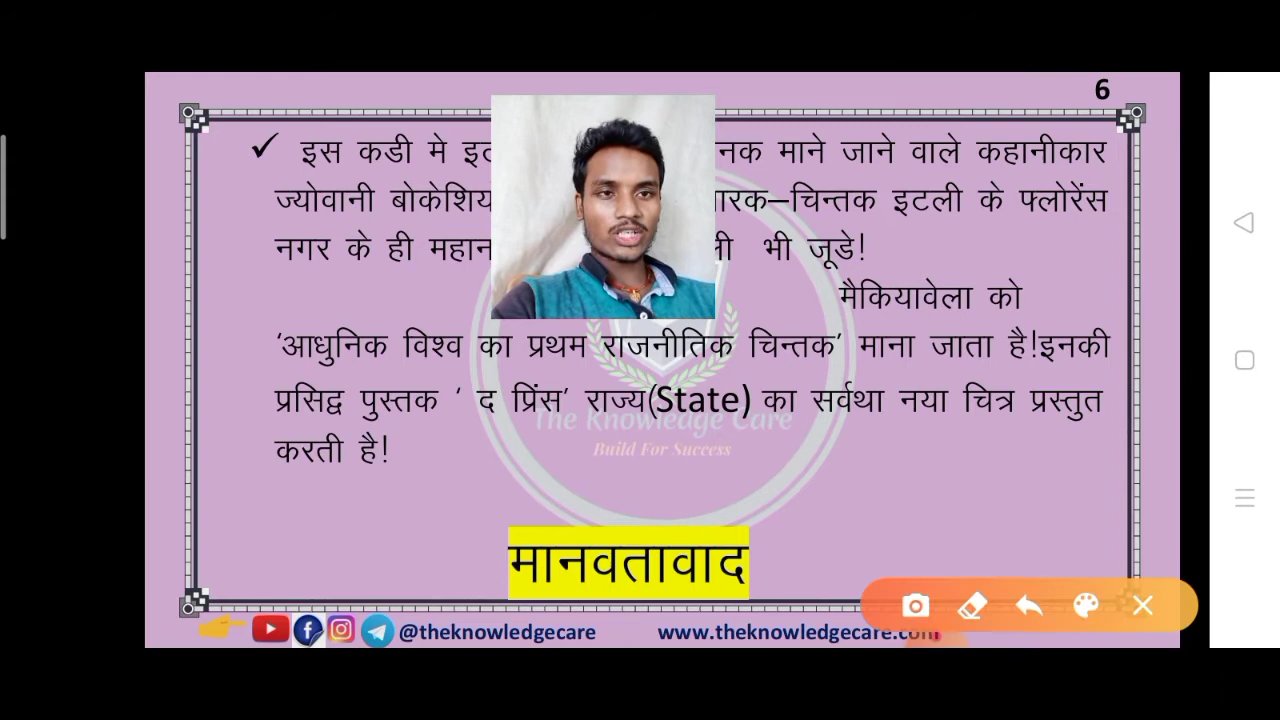 6
✓ इस कडी मे नक माने जाने वाले कहानीकार
ज्योवानी चिन्तक इटली के फ्लोरेंस
नगर के ही महान भी जूडे!
मैकियावेला को
‘आधुनिक विश्व का प्रथम राजनीतिक चिन्तक’ माना जाता है!इनकी
प्रसिद्व पुस्तक ‘ द प्रिंस’ राज्य(State) का सर्वथा नया चित्र प्रस्तुत
करती है!
The Knowledge Care
Build For Success
मानवतावाद
@theknowledgecare www.theknowledgecare.com